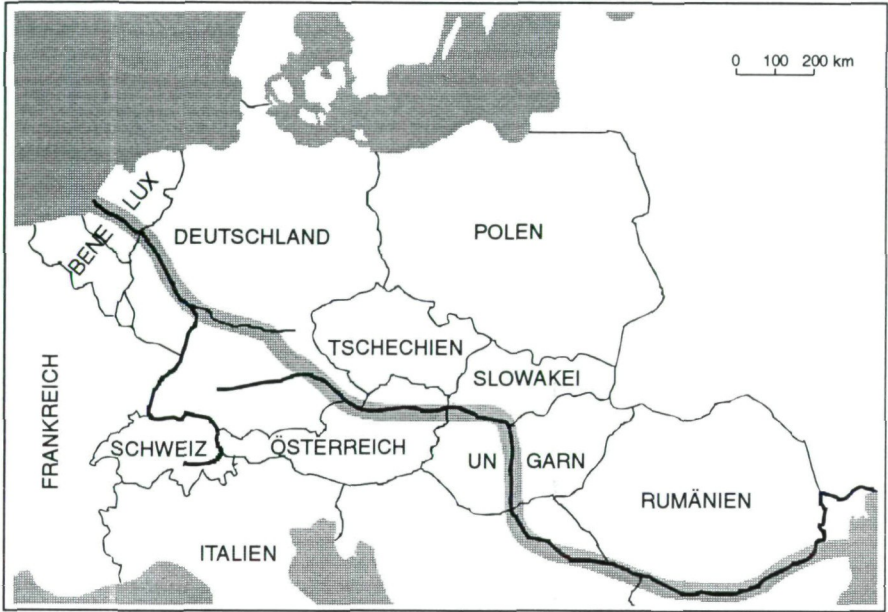 0 100 200 km
LUX
BENE
DEUTSCHLAND
POLEN
TSCHECHIEN
SLOWAKEI
FRANKREICH
SCHWEIZ
ÖSTERREICH
UN GARN
RUMÄNIEN
ITALIEN